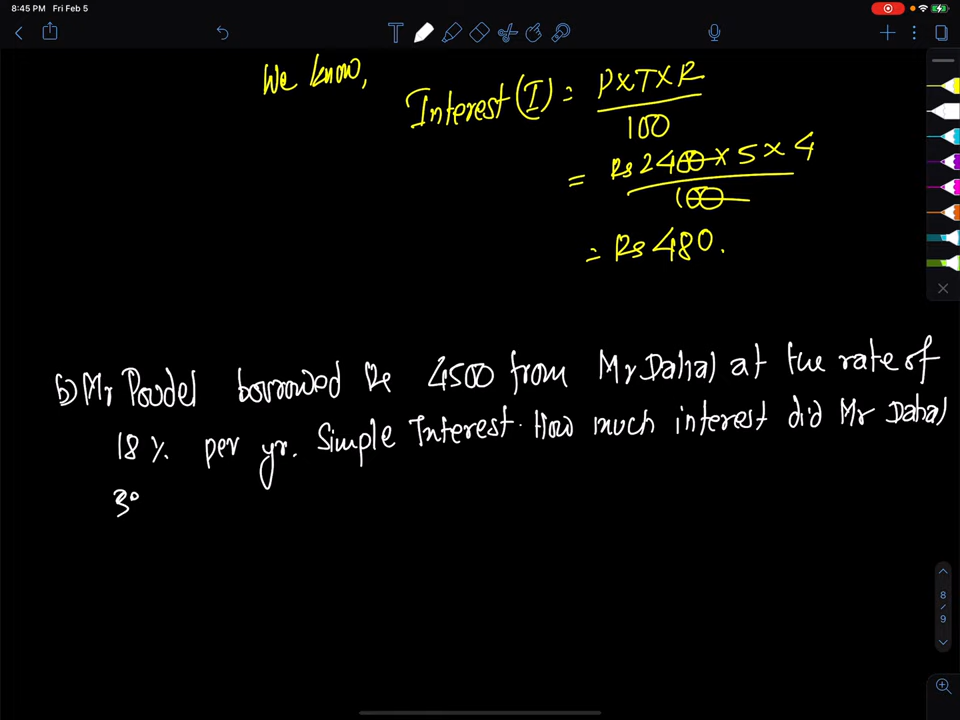 8:45 PM Fri Feb 5
We know,
Interest (I) = P×T×R
100
= Rs 2400 × 5 × 4
100
= Rs 480.
b) Mr Poudel borrowed Rs 4500 from Mr Dahal at the rate of
18 % per yr. Simple Interest. How much interest did Mr Dahal
8
9